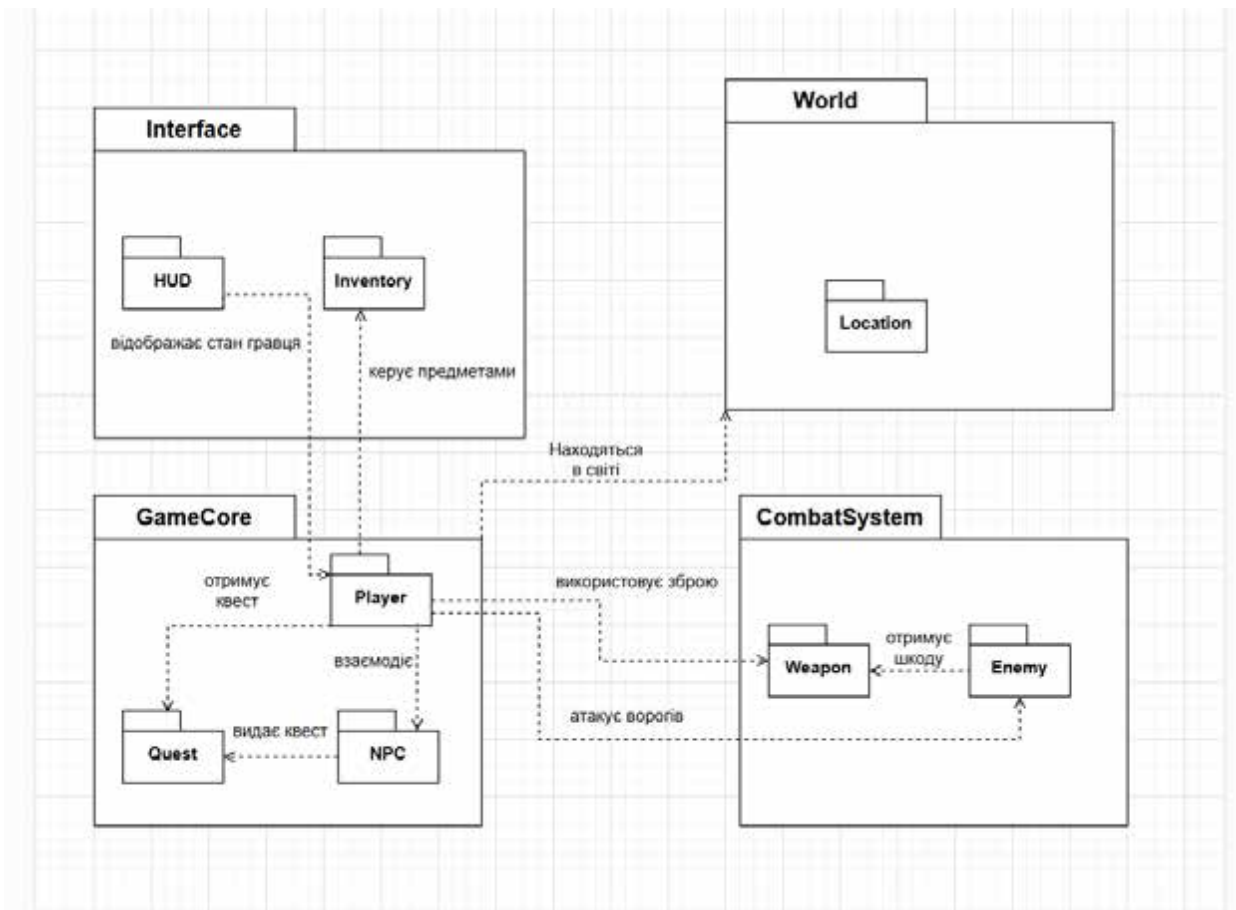 World
Interface
HUD
Inventory
Location
відображає стан гравця
керує предметами
Находяться
в світі
GameCore
CombatSystem
отримує
квест
Player
використовує зброю
взаємодіє
отримує
шкоду
Weapon
Enemy
атакує ворогів
видає квест
Quest
NPC